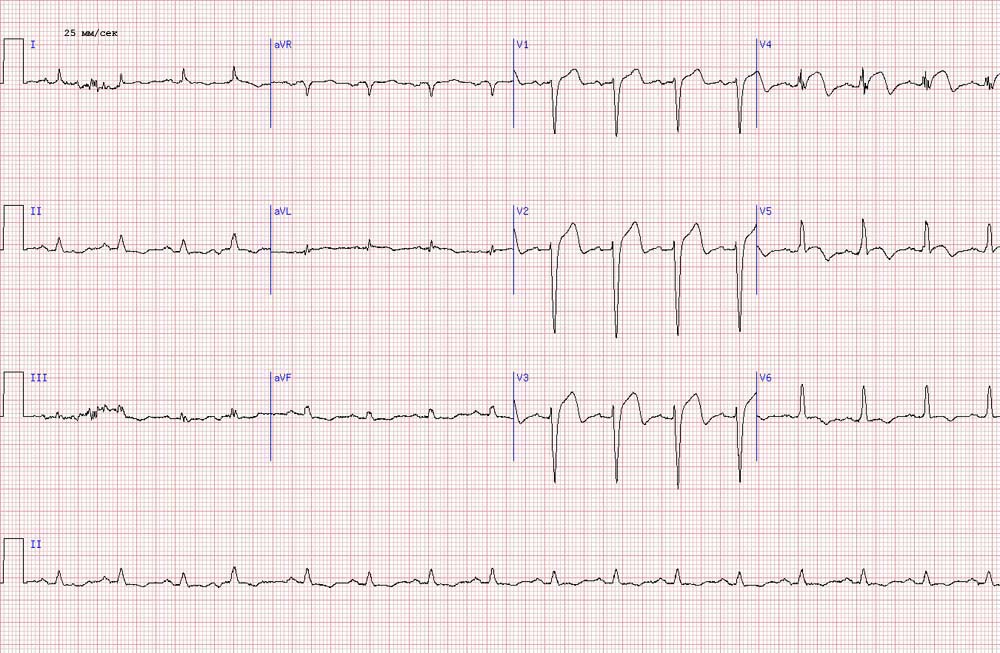 25 мм/сек
I aVR V1 V4
II aVL V2 V5
III aVF V3 V6
II